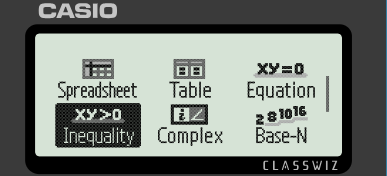 CASIO
Spreadsheet Table XY=0 Equation
XY>0 Inequality i∠ Complex 2 8 10 16 Base-N
CLASSWIZ